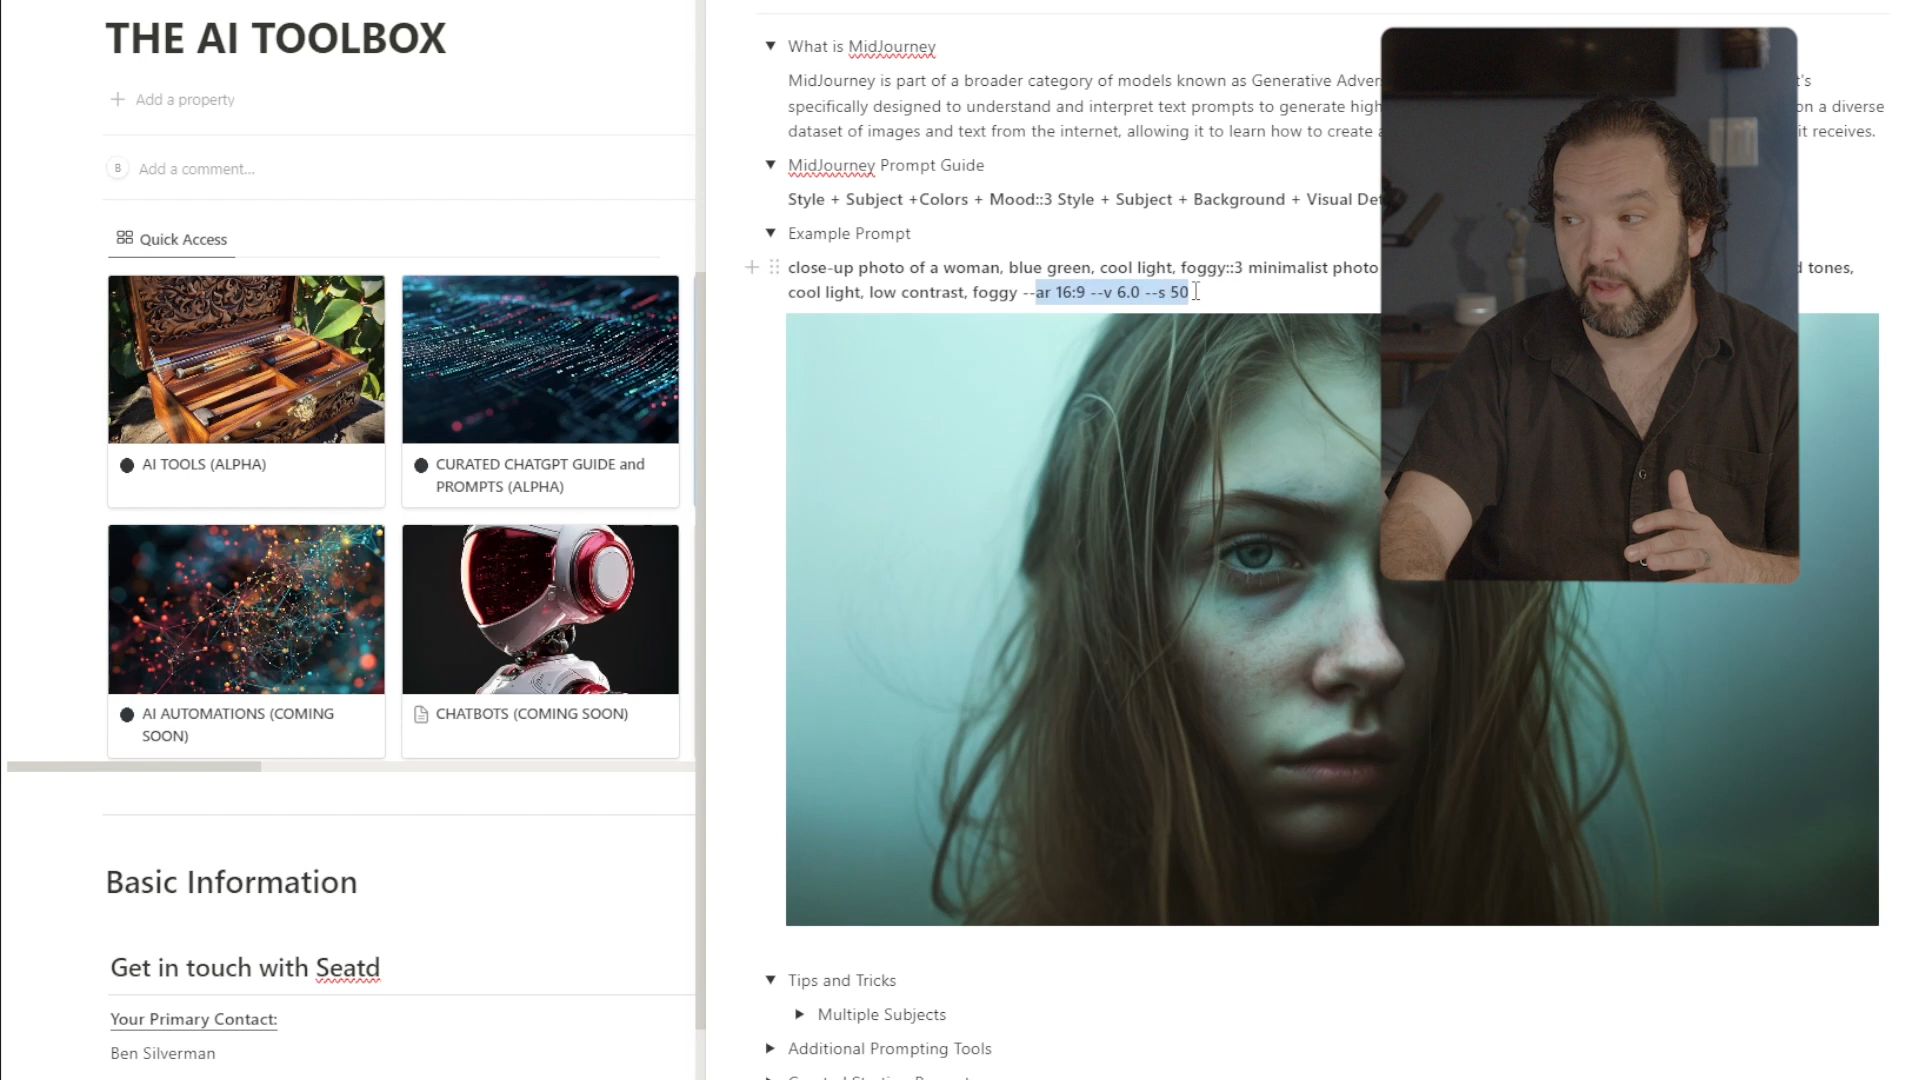 THE AI TOOLBOX
Add a property
B Add a comment...
Quick Access
AI TOOLS (ALPHA)
CURATED CHATGPT GUIDE and
PROMPTS (ALPHA)
AI AUTOMATIONS (COMING
SOON)
CHATBOTS (COMING SOON)
Basic Information
Get in touch with Seatd
Your Primary Contact:
Ben Silverman
What is MidJourney
MidJourney is part of a broader category of models known as Generative 's
specifically designed to understand and interpret text prompts to generate on a diverse
dataset of images and text from the internet, allowing it to learn how to create it receives.
MidJourney Prompt Guide
Style + Subject +Colors + Mood::3 Style + Subject + Background + Visual
Example Prompt
close-up photo of a woman, blue green, cool light, foggy::3 minimalist photo tones,
cool light, low contrast, foggy --ar 16:9 --v 6.0 --s 50
Tips and Tricks
Multiple Subjects
Additional Prompting Tools